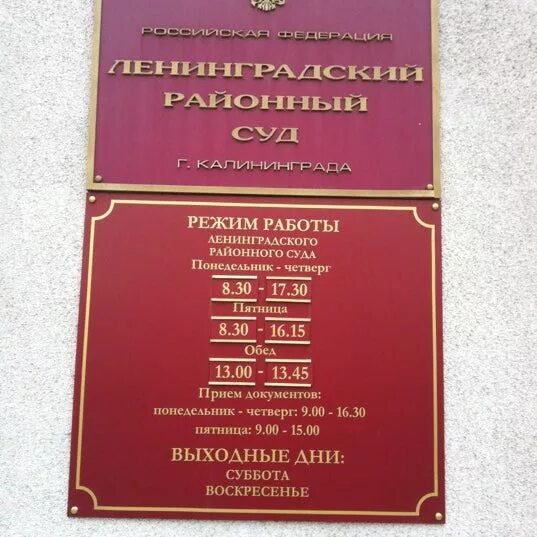 РОССИЙСКАЯ ФЕДЕРАЦИЯ
ЛЕНИНГРАДСКИЙ
РАЙОННЫЙ
СУД
Г. КАЛИНИНГРАДА
РЕЖИМ РАБОТЫ
ЛЕНИНГРАДСКОГО
РАЙОННОГО СУДА
Понедельник - четверг
8.30 - 17.30
Пятница
8.30 - 16.15
Обед
13.00 - 13.45
Прием документов:
понедельник - четверг: 9.00 - 16.30
пятница: 9.00 - 15.00
ВЫХОДНЫЕ ДНИ:
СУББОТА
ВОСКРЕСЕНЬЕ